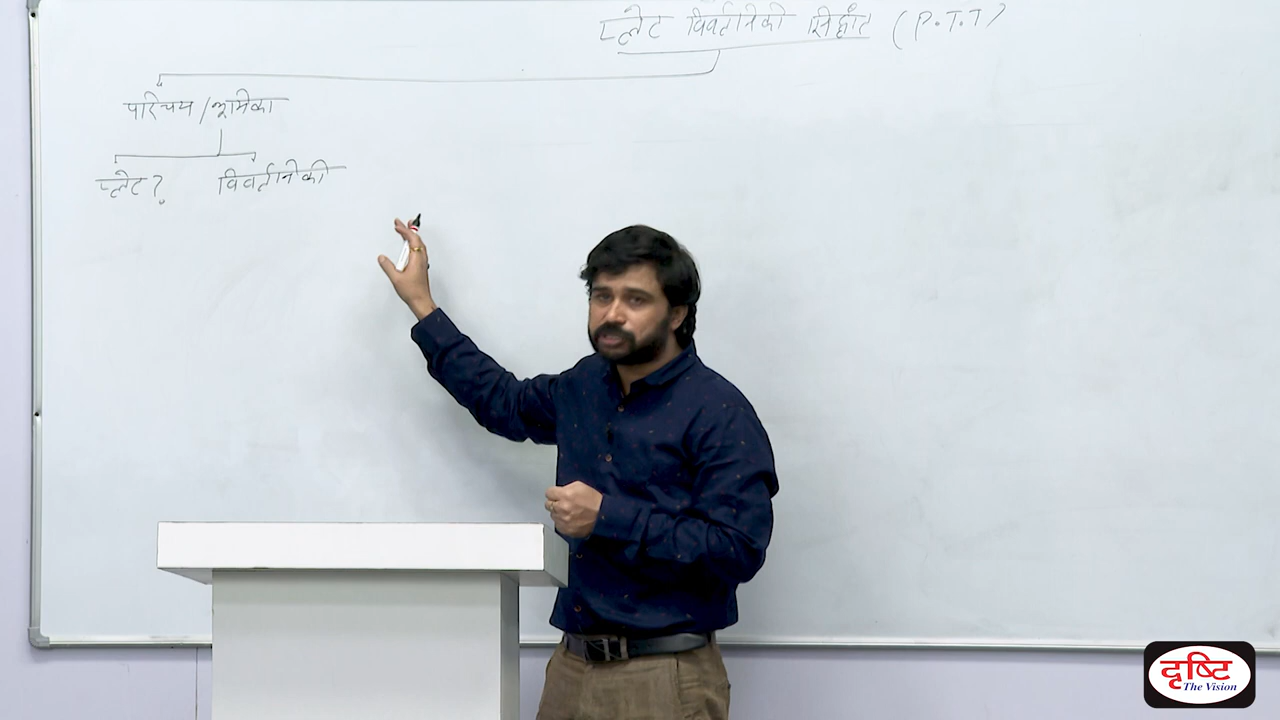 प्लेट विवर्तनिकी सिद्धांत (P.T.T)
परिचय / भूमिका
प्लेट? विवर्तनिकी
दृष्टि
The Vision